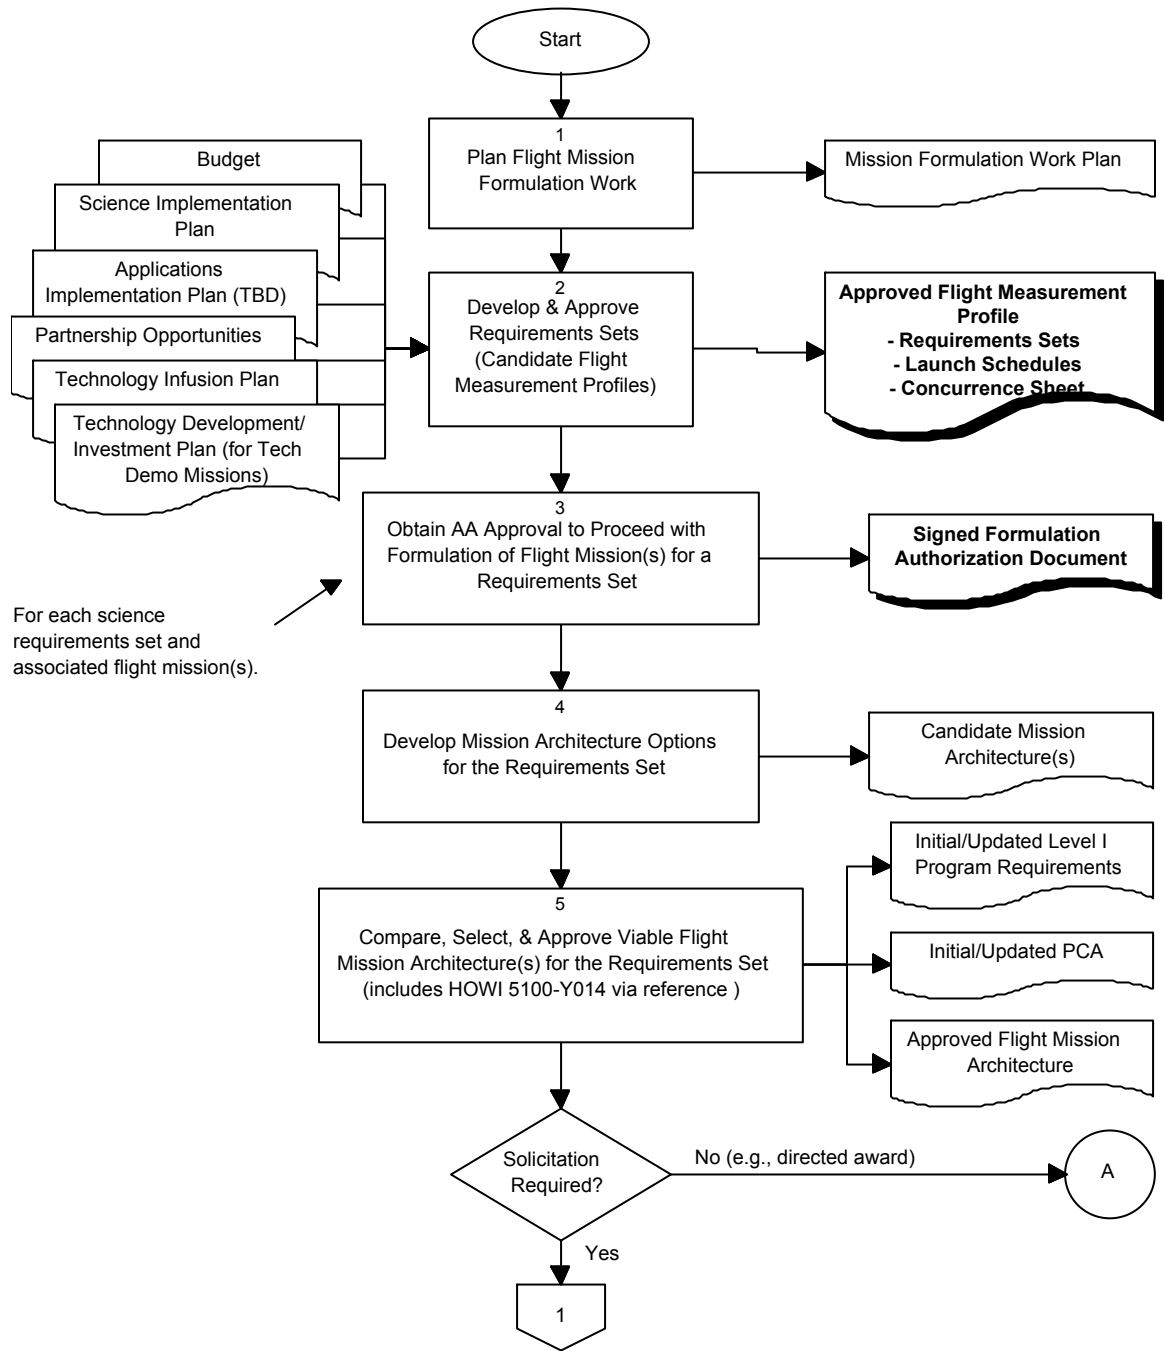 Start
1
Plan Flight Mission
Formulation Work
Mission Formulation Work Plan
Budget
Science Implementation
Plan
Applications
Implementation Plan (TBD)
Partnership Opportunities
Technology Infusion Plan
Technology Development/
Investment Plan (for Tech
Demo Missions)
2
Develop & Approve
Requirements Sets
(Candidate Flight
Measurement Profiles)
Approved Flight Measurement
Profile
- Requirements Sets
- Launch Schedules
- Concurrence Sheet
3
Obtain AA Approval to Proceed with
Formulation of Flight Mission(s) for a
Requirements Set
Signed Formulation
Authorization Document
For each science
requirements set and
associated flight mission(s).
4
Develop Mission Architecture Options
for the Requirements Set
Candidate Mission
Architecture(s)
5
Compare, Select, & Approve Viable Flight
Mission Architecture(s) for the Requirements Set
(includes HOWI 5100-Y014 via reference )
Initial/Updated Level I
Program Requirements
Initial/Updated PCA
Approved Flight Mission
Architecture
Solicitation
Required?
No (e.g., directed award)
A
Yes
1